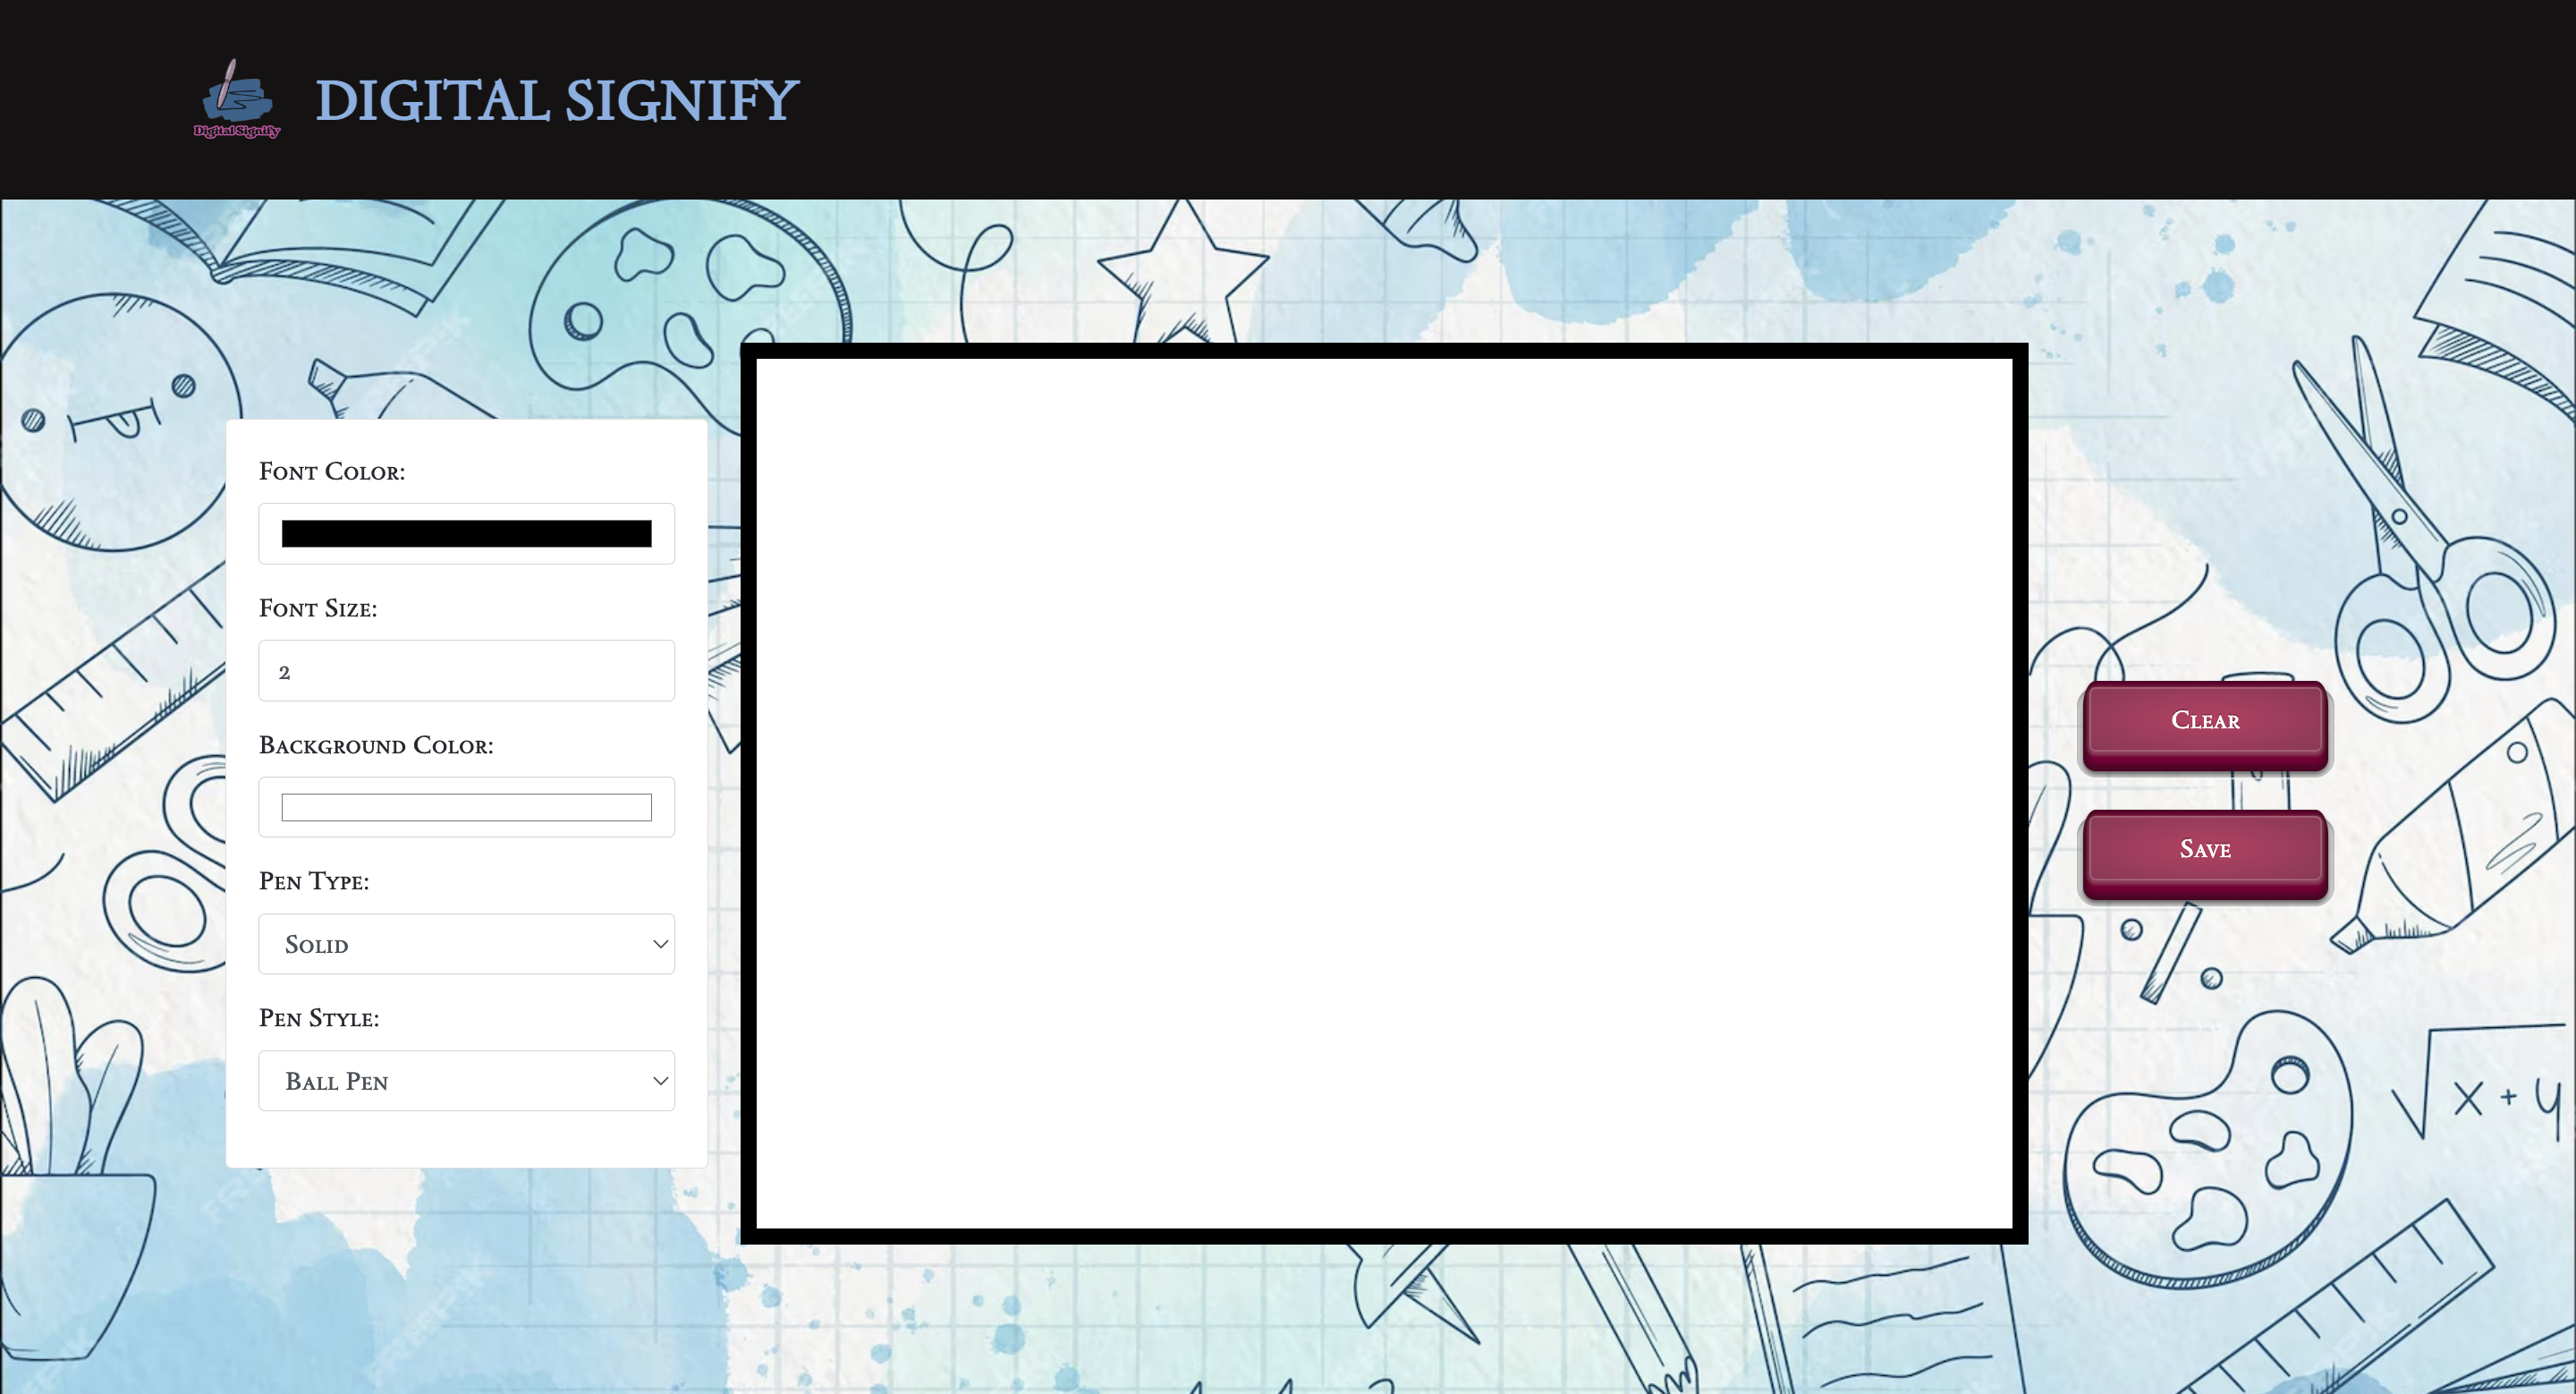 Digital Signify
DIGITAL SIGNIFY
Font Color:
Font Size:
2
Background Color:
Pen Type:
Solid
Pen Style:
Ball Pen
Clear
Save
√x + y